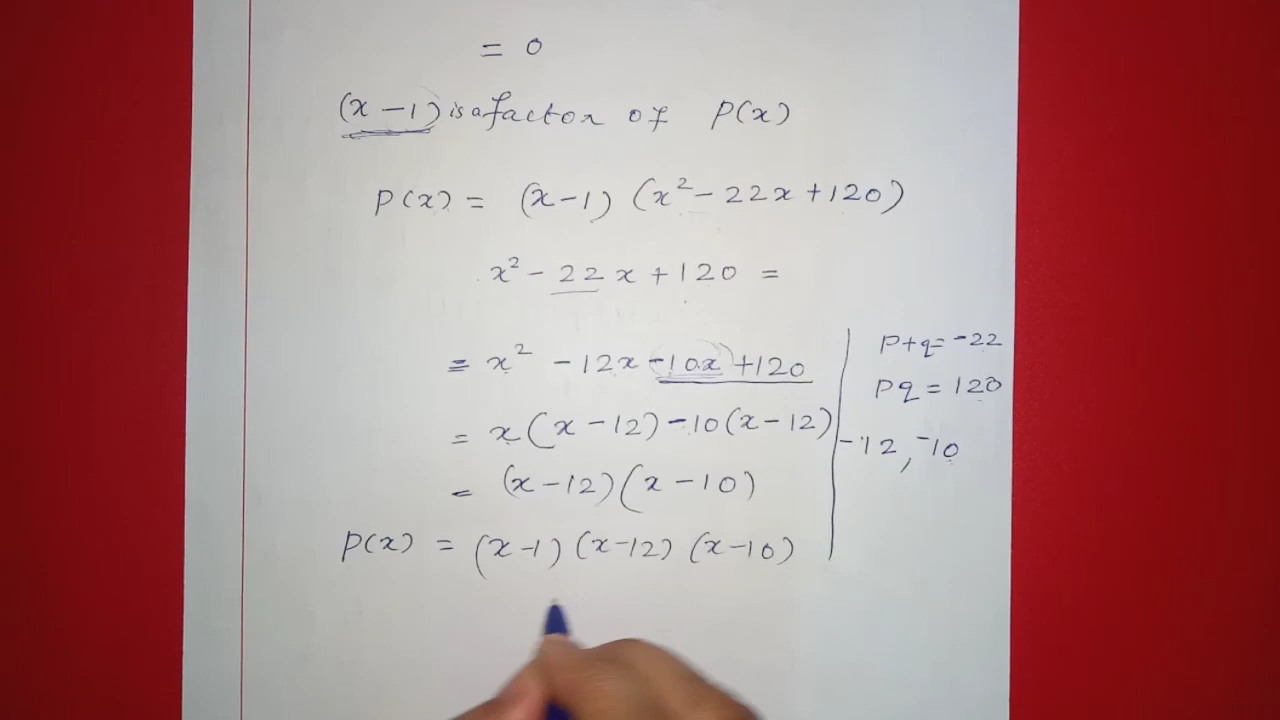 = 0
(x - 1) is a factor of P(x)
P(x) = (x-1) (x² - 22x + 120)
x² - 22x + 120 =
= x² - 12x - 10x + 120
= x(x - 12) - 10(x - 12)
= (x-12)(x-10)
P(x) = (x-1)(x-12)(x-10)
P+q = -22
Pq = 120
-12, -10